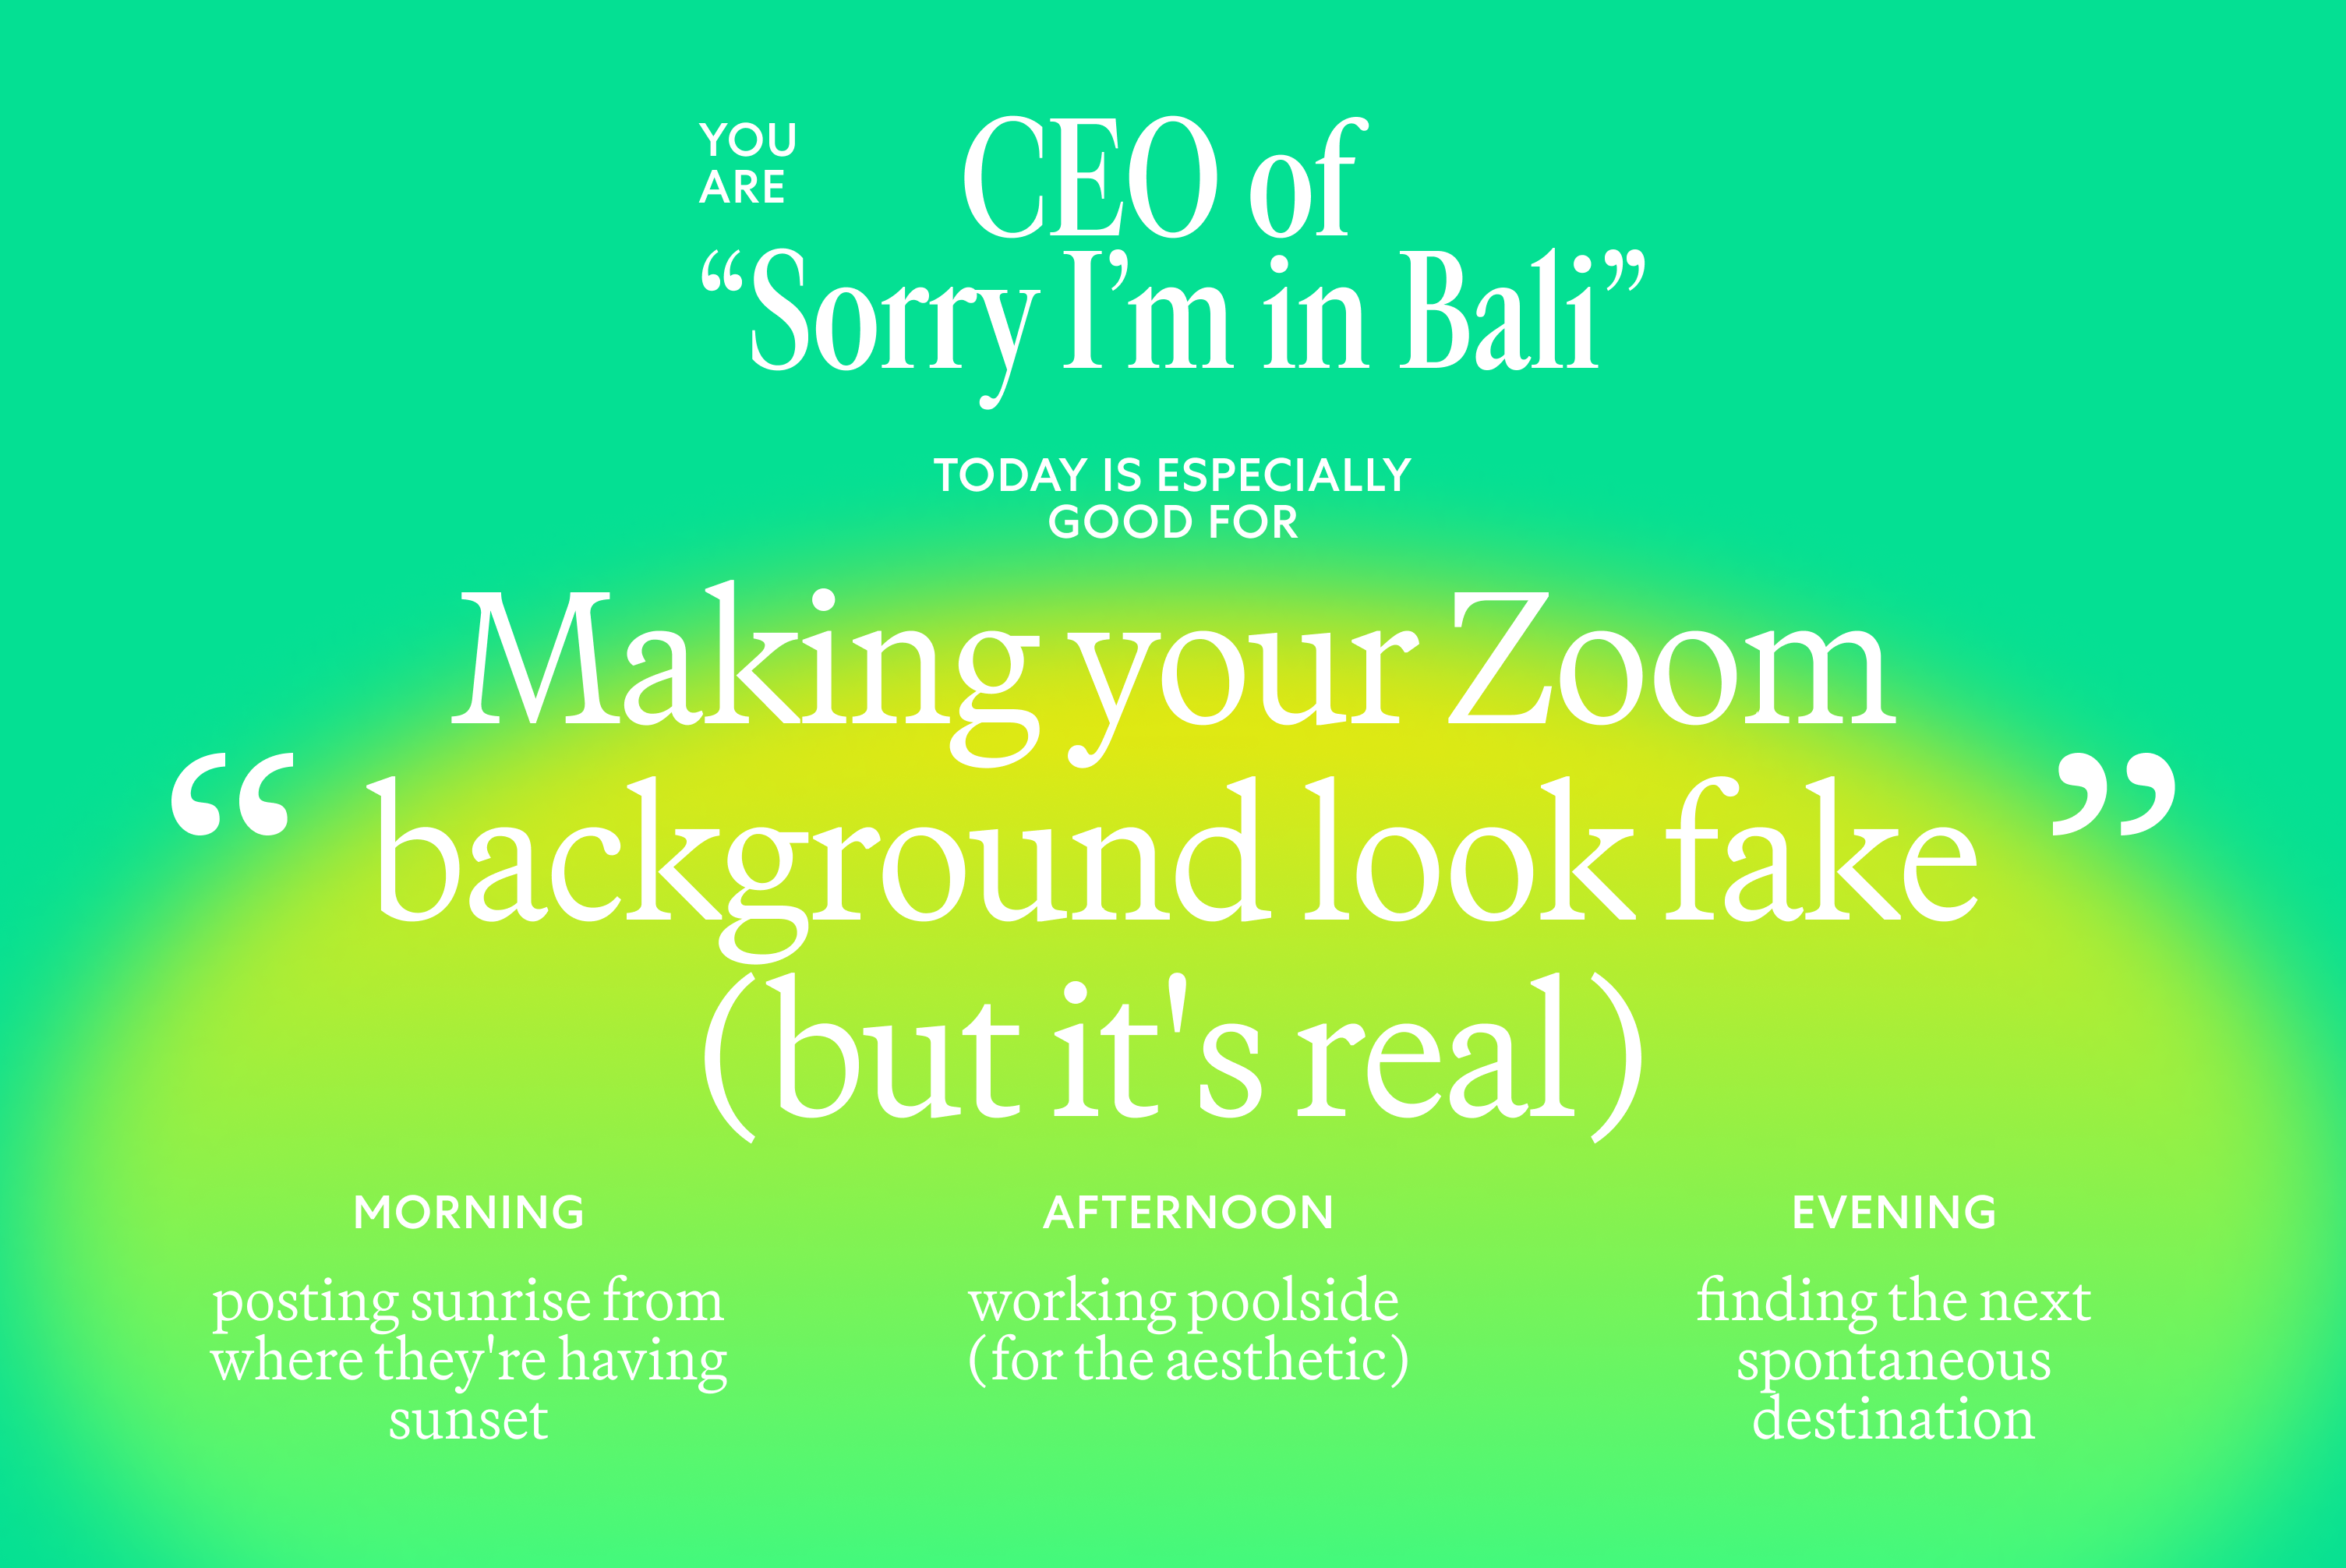 YOU
ARE
CEO of
“Sorry I’m in Bali”
TODAY IS ESPECIALLY
GOOD FOR
Making your Zoom
“ background look fake ”
(but it's real)
MORNING
posting sunrise from
where they're having
sunset
AFTERNOON
working poolside
(for the aesthetic)
EVENING
finding the next
spontaneous
destination